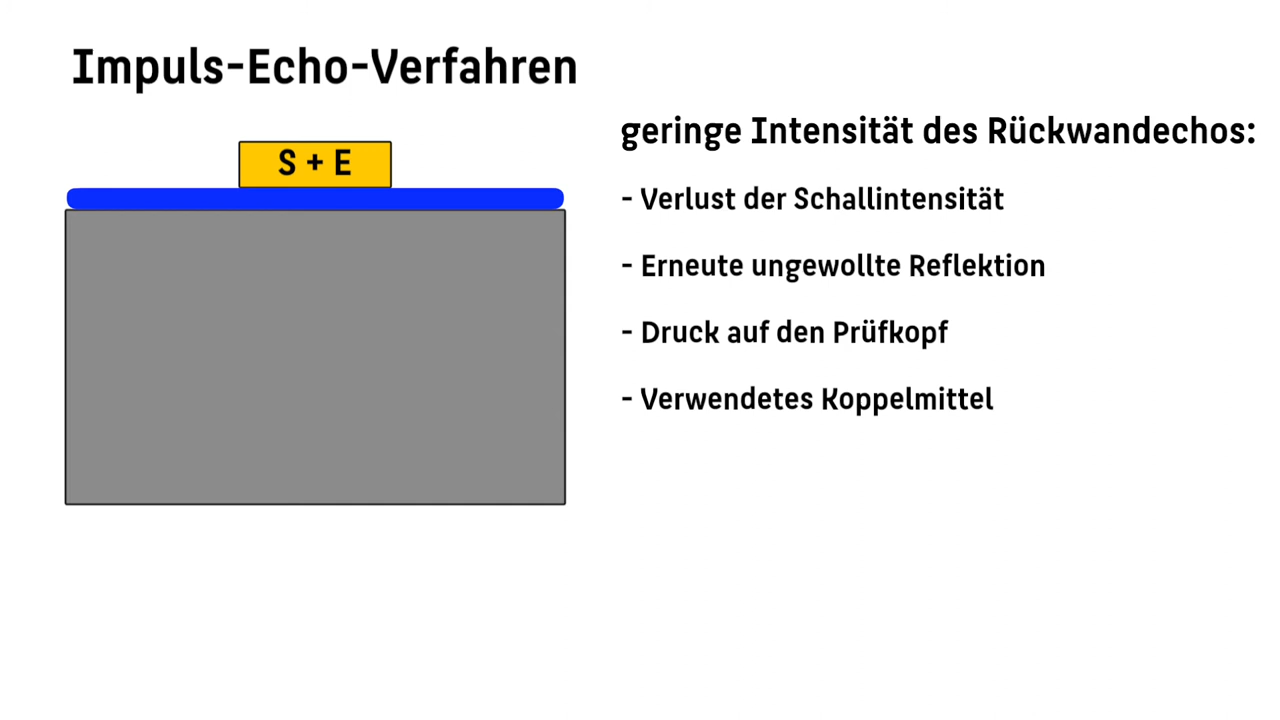 Impuls-Echo-Verfahren
S + E
geringe Intensität des Rückwandechos:
- Verlust der Schallintensität
- Erneute ungewollte Reflektion
- Druck auf den Prüfkopf
- Verwendetes Koppelmittel